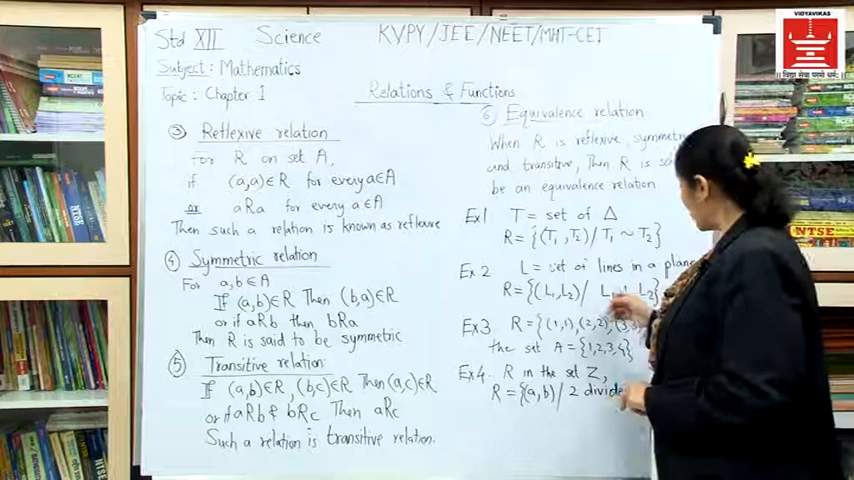 Std XII Science KVPY/JEE/NEET/MHT-CET
Subject: Mathematics
Topic: Chapter 1 Relations & Functions
③ Reflexive relation
For R on set A,
if (a,a)∈R for every a∈A
or aRa for every a∈A
Then such a relation is known as reflexive
④ Symmetric relation
For a,b∈A
If (a,b)∈R Then (b,a)∈R
or if aRb then bRa
Then R is said to be symmetric
⑤ Transitive relation
If (a,b)∈R, (b,c)∈R Then (a,c)∈R
or if aRb & bRc Then aRc
Such a relation is transitive relation.
⑥ Equivalence relation
When R is reflexive, symmetric
and transitive, Then R is
be an equivalence relation
Ex1 T = set of Δ
R = {(T₁,T₂)/ T₁ ~ T₂}
Ex 2 L = set of lines in a plane
R = {(L₁,L₂)/ L₂}
Ex3 R = {(1,1),(2,2),(3,3)
the set A = {1,2,3,4}
Ex4. R in the set Z,
R = {(a,b)/ 2
VIDYAVIKAS
NCERT
NCERT